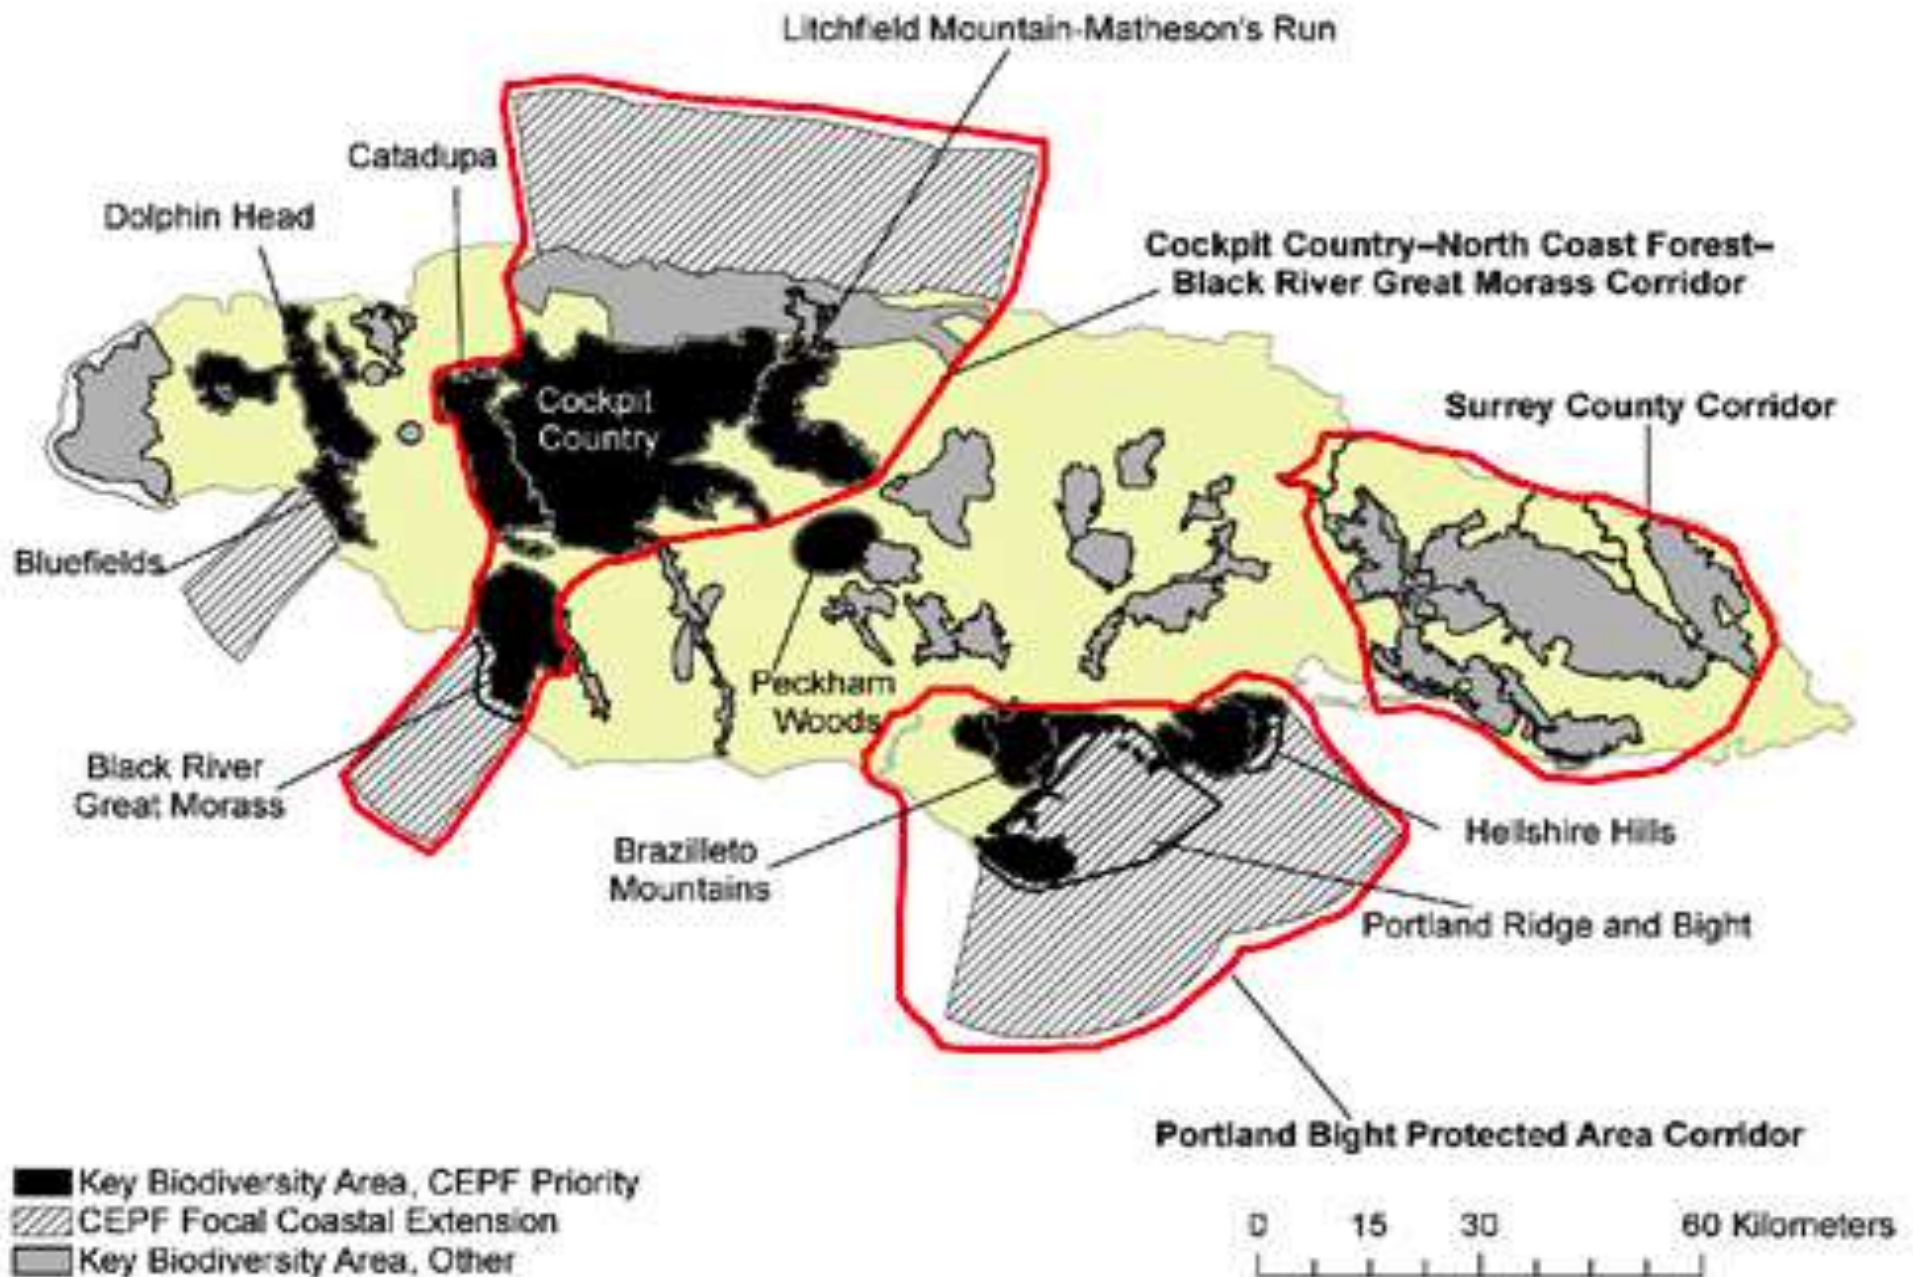 Litchfield Mountain-Matheson's Run
Catadupa
Dolphin Head
Cockpit Country–North Coast Forest–
Black River Great Morass Corridor
Cockpit
Country
Surrey County Corridor
Bluefields
Peckham
Woods
Black River
Great Morass
Brazilleto
Mountains
Hellshire Hills
Portland Ridge and Bight
Portland Bight Protected Area Corridor
Key Biodiversity Area, CEPF Priority
CEPF Focal Coastal Extension
Key Biodiversity Area, Other
0 15 30 60 Kilometers